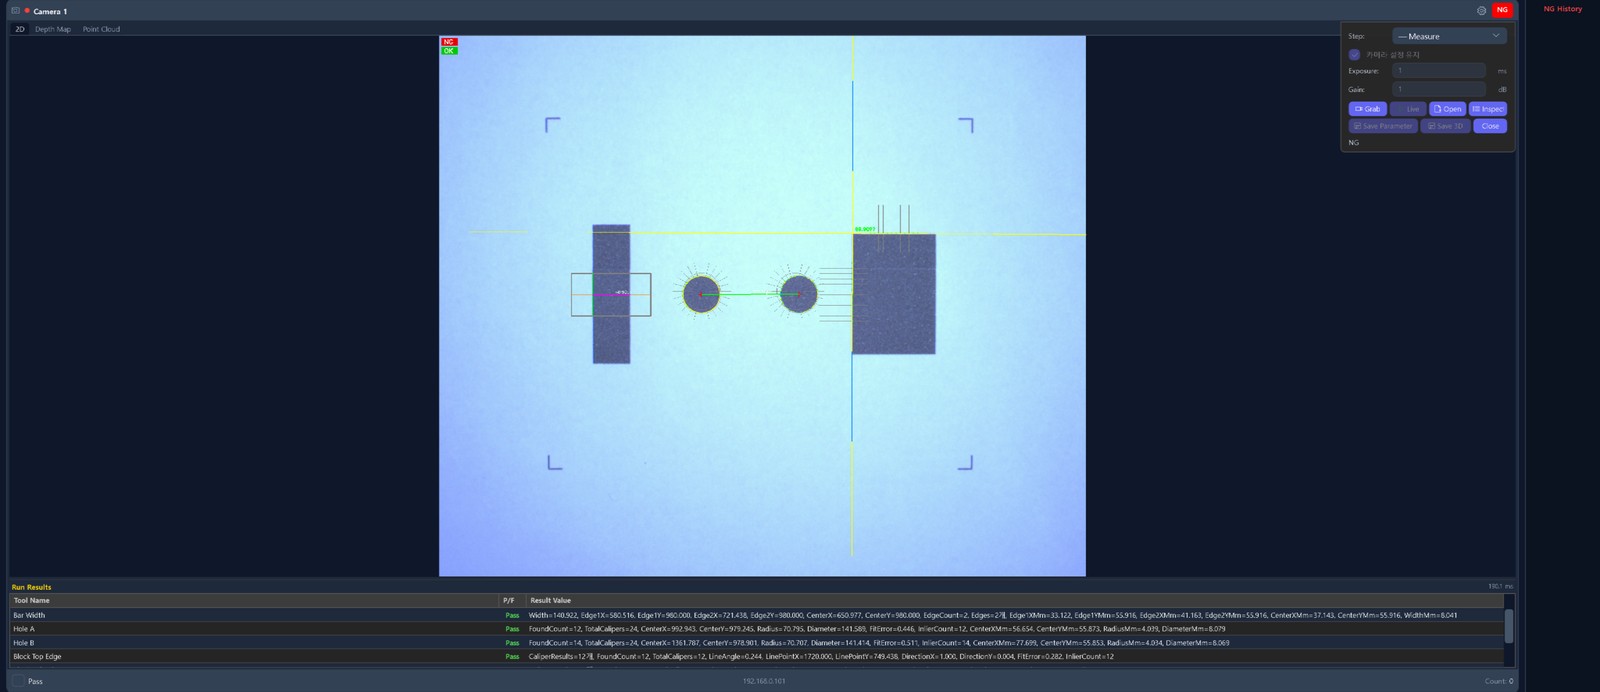 Camera 1
NG
NG History
2D Depth Map Point Cloud
NG
OK
Step: — Measure
카메라 설정 유지
Exposure: 1 ms
Gain: 1 dB
Grab Live Open Inspect
Save Parameter Save 3D Close
NG
Run Results
180.1 ms
Tool Name P/F Result Value
Bar Width Pass Width=140.922, Edge1X=580.516, Edge1Y=980.000, Edge2X=721.438, Edge2Y=980.000, CenterX=650.977, CenterY=980.000, EdgeCount=2, Edges=2개, Edge1XMm=33.122, Edge1YMm=55.916, Edge2XMm=41.163, Edge2YMm=55.916, CenterXMm=37.143, CenterYMm=55.916, WidthMm=8.041
Hole A Pass FoundCount=12, TotalCalipers=24, CenterX=992.943, CenterY=979.245, Radius=70.795, Diameter=141.589, FitError=0.446, InlierCount=12, CenterXMm=56.654, CenterYMm=55.873, RadiusMm=4.039, DiameterMm=8.079
Hole B Pass FoundCount=14, TotalCalipers=24, CenterX=1361.787, CenterY=978.901, Radius=70.707, Diameter=141.414, FitError=0.511, InlierCount=14, CenterXMm=77.699, CenterYMm=55.853, RadiusMm=4.034, DiameterMm=8.069
Block Top Edge Pass CaliperResults=12개, FoundCount=12, TotalCalipers=12, LineAngle=0.244, LinePointX=1720.000, LinePointY=749.438, DirectionX=1.000, DirectionY=0.004, FitError=0.282, InlierCount=12
Pass
192.168.0.101
Count: 0